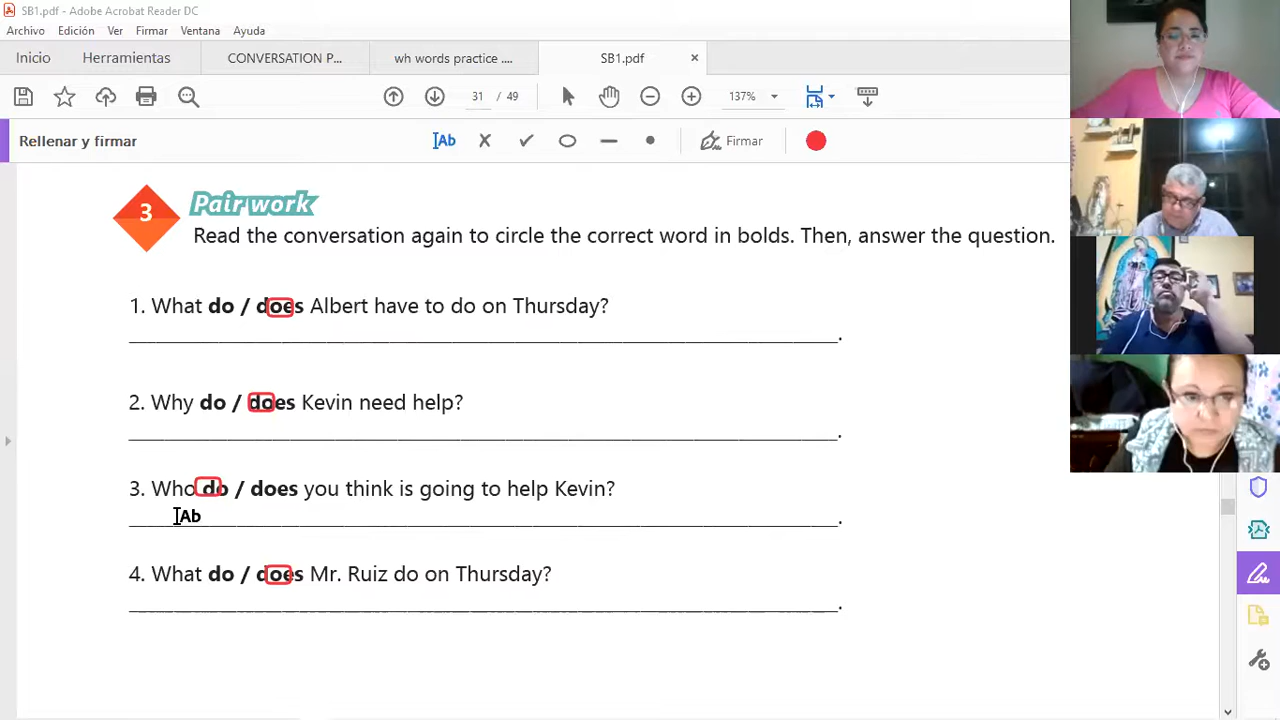 SB1.pdf - Adobe Acrobat Reader DC
Archivo Edición Ver Firmar Ventana Ayuda
Inicio Herramientas CONVERSATION P... wh words practice .... SB1.pdf ×
31 / 49 137%
Rellenar y firmar Ab Firmar
3 Pair work
Read the conversation again to circle the correct word in bolds. Then, answer the question.
1. What do / does Albert have to do on Thursday?
2. Why do / does Kevin need help?
3. Who do / does you think is going to help Kevin?
Ab
4. What do / does Mr. Ruiz do on Thursday?